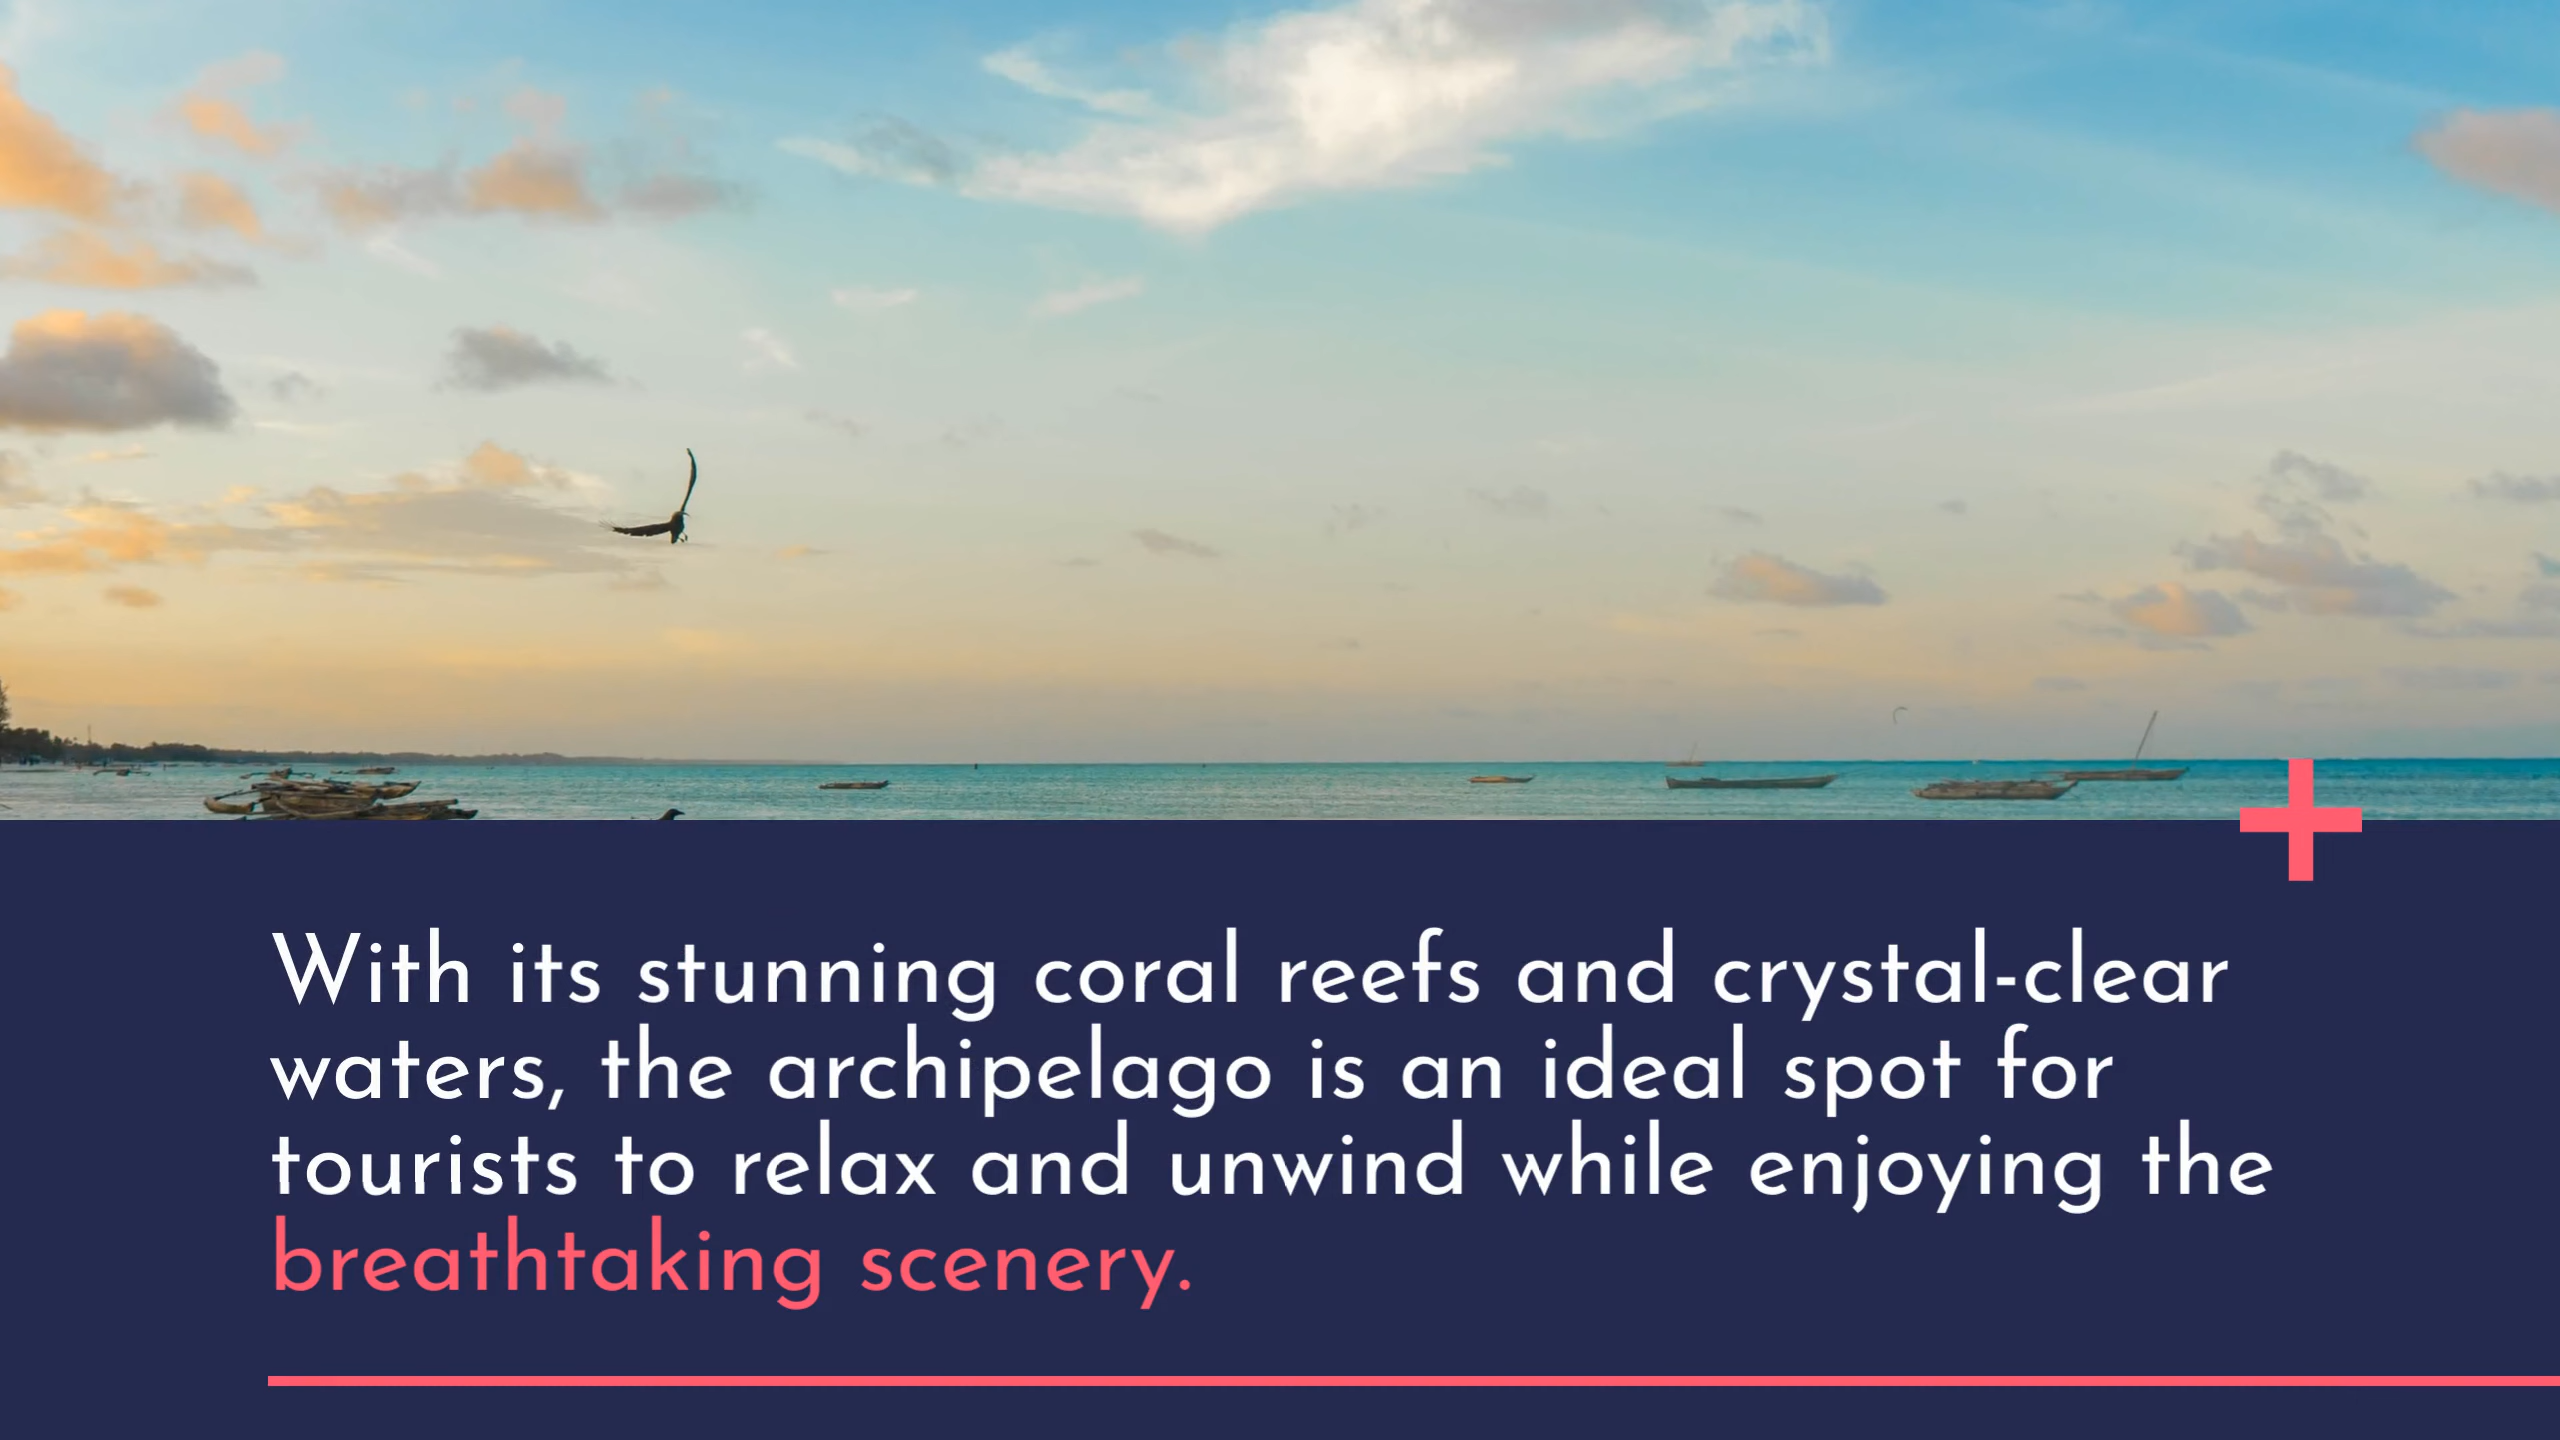 With its stunning coral reefs and crystal-clear
waters, the archipelago is an ideal spot for
tourists to relax and unwind while enjoying the
breathtaking scenery.